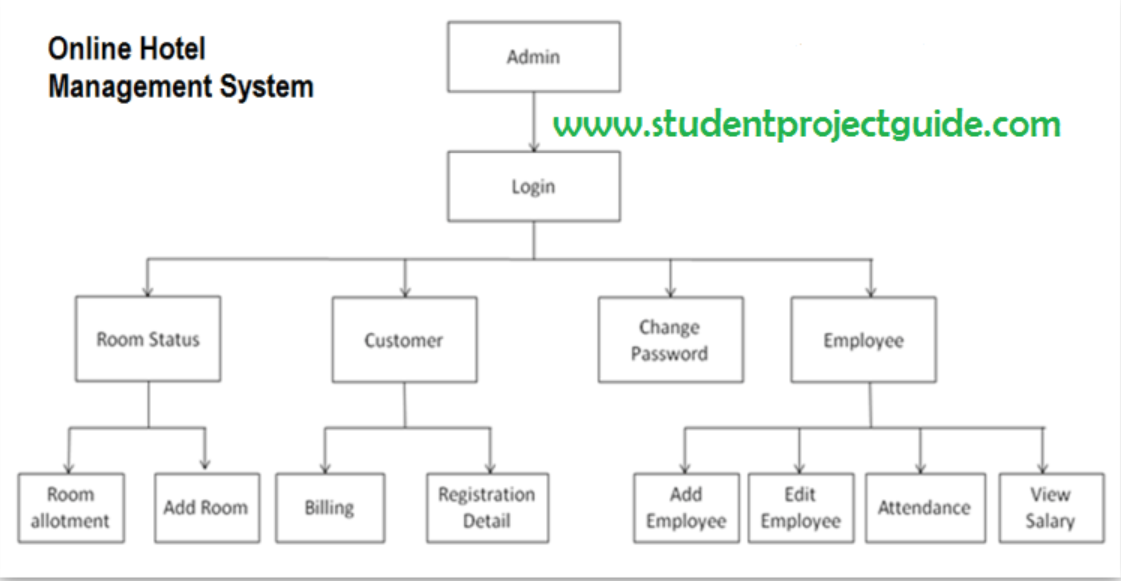 Online Hotel
Management System
Admin
www.studentprojectguide.com
Login
Room Status
Customer
Change
Password
Employee
Room
allotment
Add Room
Billing
Registration
Detail
Add
Employee
Edit
Employee
Attendance
View
Salary